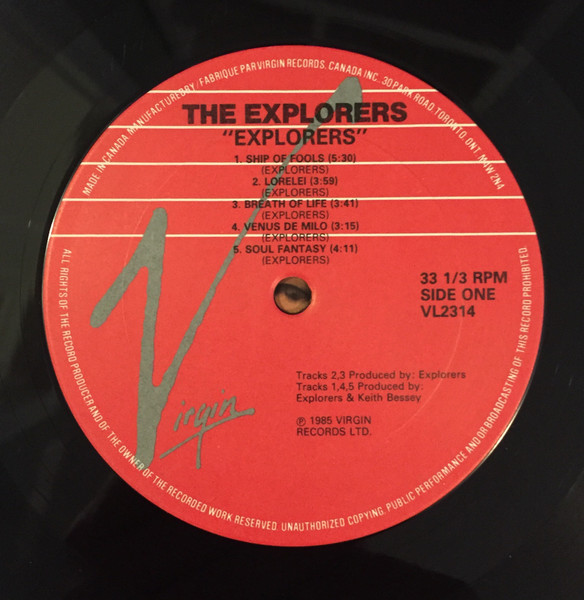 MADE IN CANADA MANUFACTURED BY/FABRIQUE PAR VIRGIN RECORDS, CANADA INC., 30 PARK ROAD TORONTO, ONT. M4W 2N4
THE EXPLORERS
"EXPLORERS"
1. SHIP OF FOOLS (5:30)
(EXPLORERS)
2. LORELEI (3:59)
(EXPLORERS)
3. BREATH OF LIFE (3:41)
(EXPLORERS)
4. VENUS DE MILO (3:15)
(EXPLORERS)
5. SOUL FANTASY (4:11)
(EXPLORERS)
33 1/3 RPM
SIDE ONE
VL2314
Tracks 2,3 Produced by: Explorers
Tracks 1,4,5 Produced by:
Explorers & Keith Bessey
℗ 1985 VIRGIN
RECORDS LTD.
Virgin
ALL RIGHTS OF THE RECORD PRODUCER AND OF THE OWNER OF THE RECORDED WORK RESERVED. UNAUTHORIZED COPYING, PUBLIC PERFORMANCE AND/OR BROADCASTING OF THIS RECORD PROHIBITED.